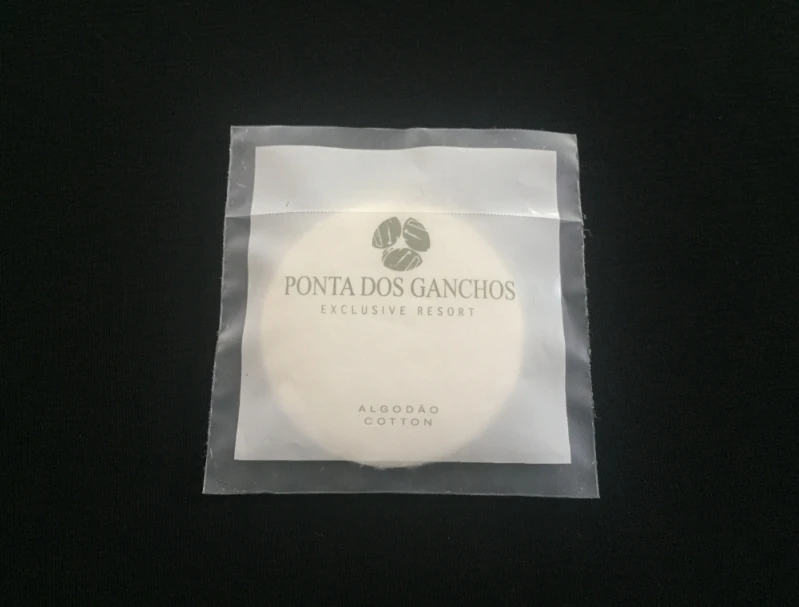 PONTA DOS GANCHOS
EXCLUSIVE RESORT
ALGODÃO
COTTON